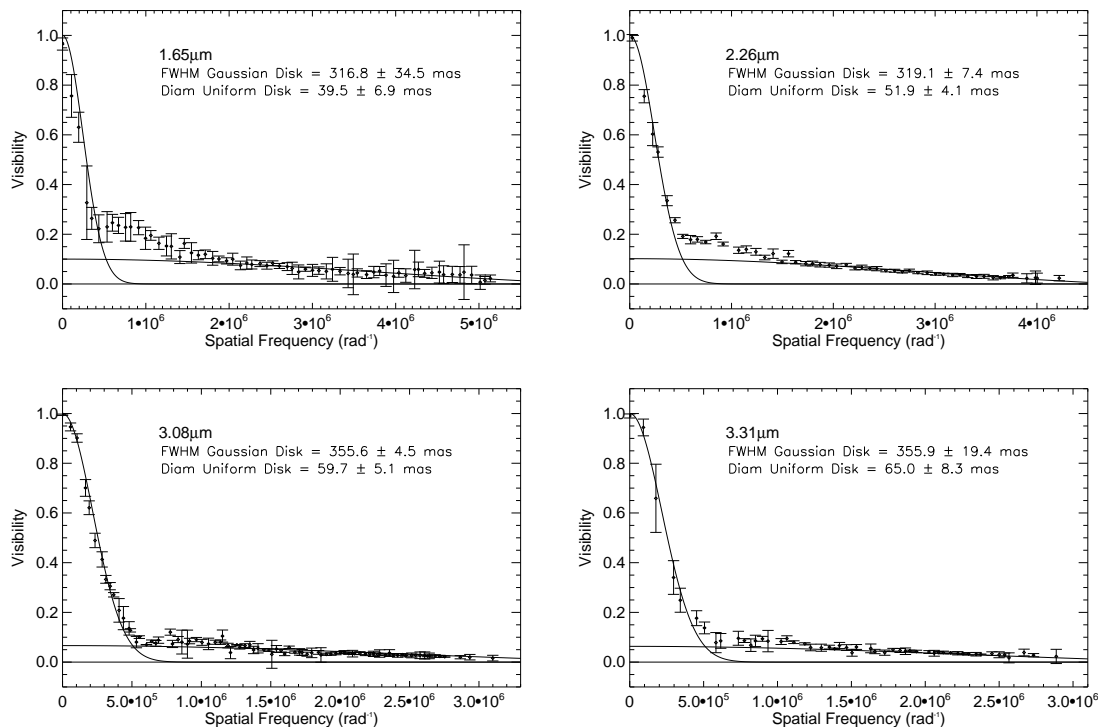 1.65μm
FWHM Gaussian Disk = 316.8 ± 34.5 mas
Diam Uniform Disk = 39.5 ± 6.9 mas
Visibility
1.0
0.8
0.6
0.4
0.2
0.0
0 1•10⁶ 2•10⁶ 3•10⁶ 4•10⁶ 5•10⁶
Spatial Frequency (rad⁻¹)
2.26μm
FWHM Gaussian Disk = 319.1 ± 7.4 mas
Diam Uniform Disk = 51.9 ± 4.1 mas
Visibility
1.0
0.8
0.6
0.4
0.2
0.0
0 1•10⁶ 2•10⁶ 3•10⁶ 4•10⁶
Spatial Frequency (rad⁻¹)
3.08μm
FWHM Gaussian Disk = 355.6 ± 4.5 mas
Diam Uniform Disk = 59.7 ± 5.1 mas
Visibility
1.0
0.8
0.6
0.4
0.2
0.0
0 5.0•10⁵ 1.0•10⁶ 1.5•10⁶ 2.0•10⁶ 2.5•10⁶ 3.0•10⁶
Spatial Frequency (rad⁻¹)
3.31μm
FWHM Gaussian Disk = 355.9 ± 19.4 mas
Diam Uniform Disk = 65.0 ± 8.3 mas
Visibility
1.0
0.8
0.6
0.4
0.2
0.0
0 5.0•10⁵ 1.0•10⁶ 1.5•10⁶ 2.0•10⁶ 2.5•10⁶ 3.0•10⁶
Spatial Frequency (rad⁻¹)